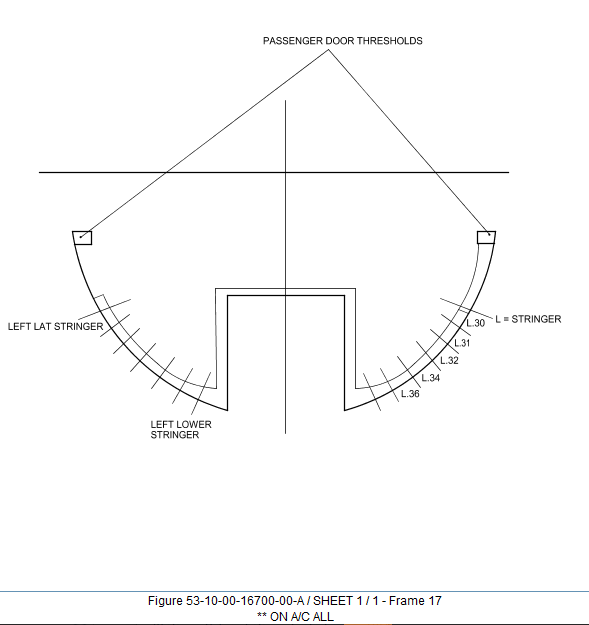 PASSENGER DOOR THRESHOLDS
LEFT LAT STRINGER
L = STRINGER
L.30
L.31
L.32
L.34
L.36
LEFT LOWER
STRINGER
Figure 53-10-00-16700-00-A / SHEET 1 / 1 - Frame 17
** ON A/C ALL